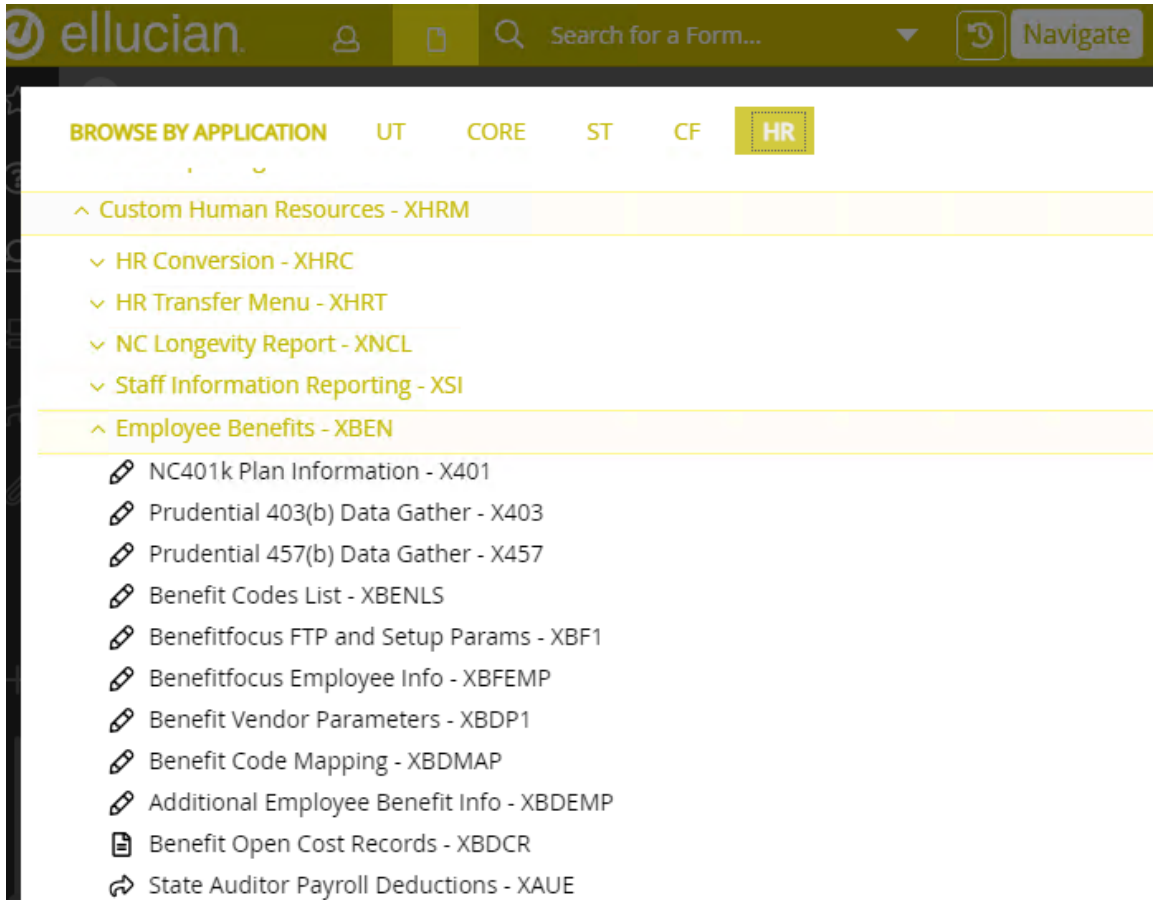 ellucian.
Search for a Form...
Navigate
BROWSE BY APPLICATION UT CORE ST CF HR
Custom Human Resources - XHRM
HR Conversion - XHRC
HR Transfer Menu - XHRT
NC Longevity Report - XNCL
Staff Information Reporting - XSI
Employee Benefits - XBEN
NC401k Plan Information - X401
Prudential 403(b) Data Gather - X403
Prudential 457(b) Data Gather - X457
Benefit Codes List - XBENLS
Benefitfocus FTP and Setup Params - XBF1
Benefitfocus Employee Info - XBFEMP
Benefit Vendor Parameters - XBDP1
Benefit Code Mapping - XBDMAP
Additional Employee Benefit Info - XBDEMP
Benefit Open Cost Records - XBDCR
State Auditor Payroll Deductions - XAUE